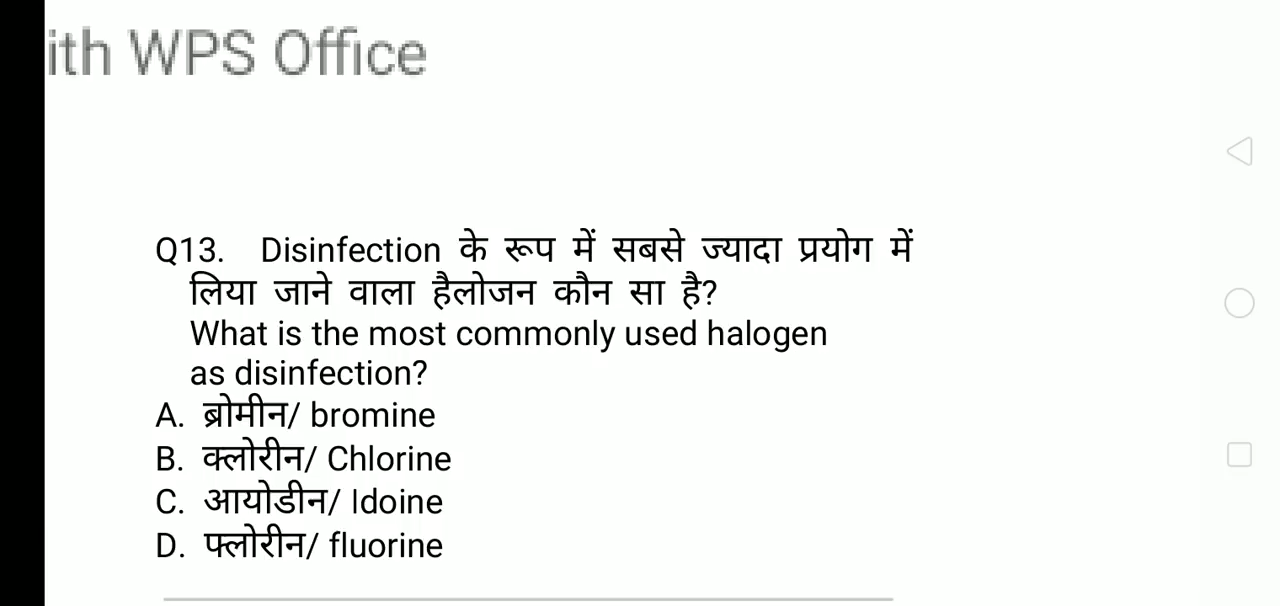 ith WPS Office
Q13. Disinfection के रूप में सबसे ज्यादा प्रयोग में
लिया जाने वाला हैलोजन कौन सा है?
What is the most commonly used halogen
as disinfection?
A. ब्रोमीन/ bromine
B. क्लोरीन/ Chlorine
C. आयोडीन/ Idoine
D. फ्लोरीन/ fluorine